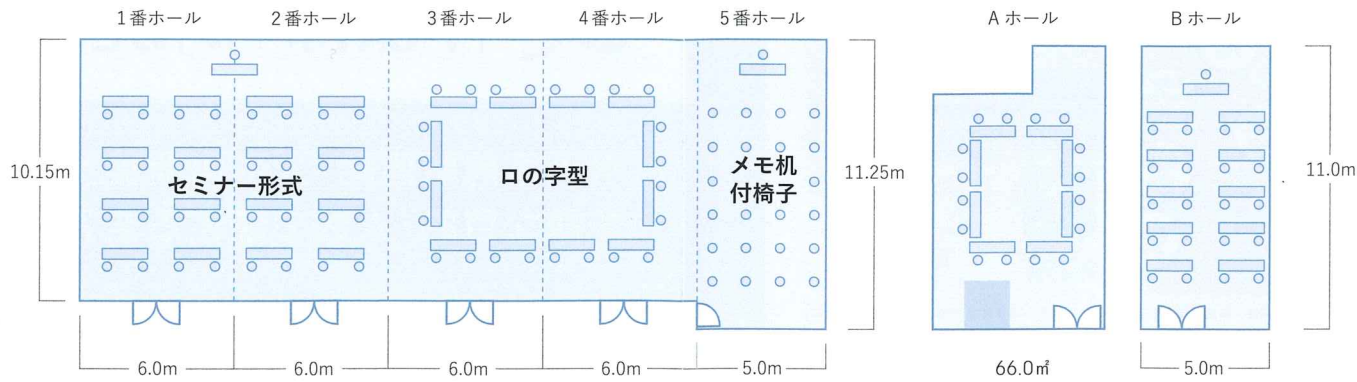 1番ホール
2番ホール
3番ホール
4番ホール
5番ホール
Aホール
Bホール
10.15m
セミナー形式
ロの字型
メモ机
付椅子
11.25m
11.0m
6.0m
6.0m
6.0m
6.0m
5.0m
66.0㎡
5.0m